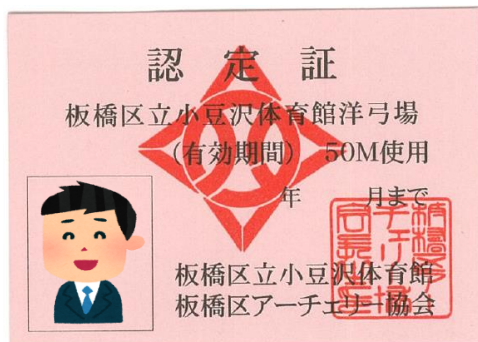 認定証
板橋区立小豆沢体育館洋弓場
(有効期間) 50M使用
年 月まで
板橋区立小豆沢体育館
板橋区アーチェリー協会